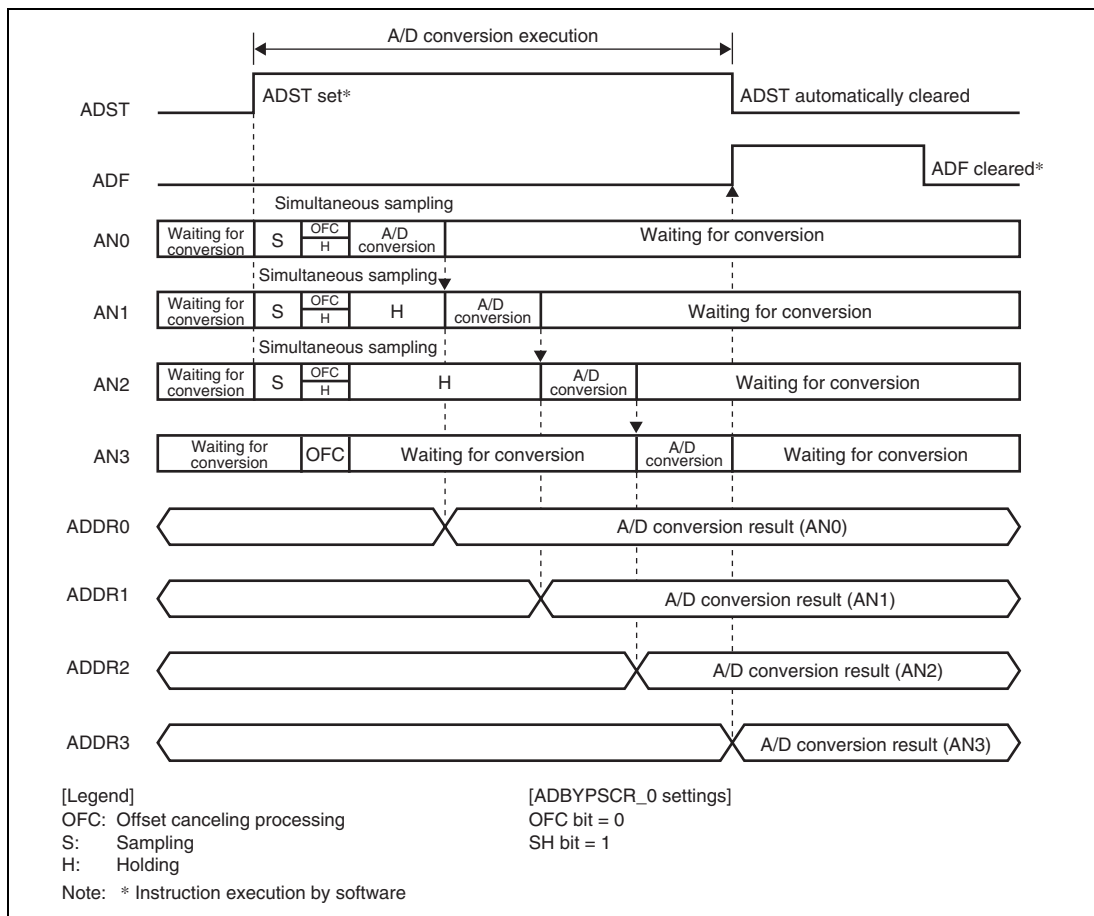 A/D conversion execution
ADST
ADST set*
ADST automatically cleared
ADF
ADF cleared*
Simultaneous sampling
AN0
Waiting for
conversion
S
OFC
H
A/D
conversion
Waiting for conversion
Simultaneous sampling
AN1
Waiting for
conversion
S
OFC
H
H
A/D
conversion
Waiting for conversion
Simultaneous sampling
AN2
Waiting for
conversion
S
OFC
H
H
A/D
conversion
Waiting for conversion
AN3
Waiting for
conversion
OFC
Waiting for conversion
A/D
conversion
Waiting for conversion
ADDR0
A/D conversion result (AN0)
ADDR1
A/D conversion result (AN1)
ADDR2
A/D conversion result (AN2)
ADDR3
A/D conversion result (AN3)
[Legend]
OFC: Offset canceling processing
S: Sampling
H: Holding
Note: * Instruction execution by software
[ADBYPSCR_0 settings]
OFC bit = 0
SH bit = 1